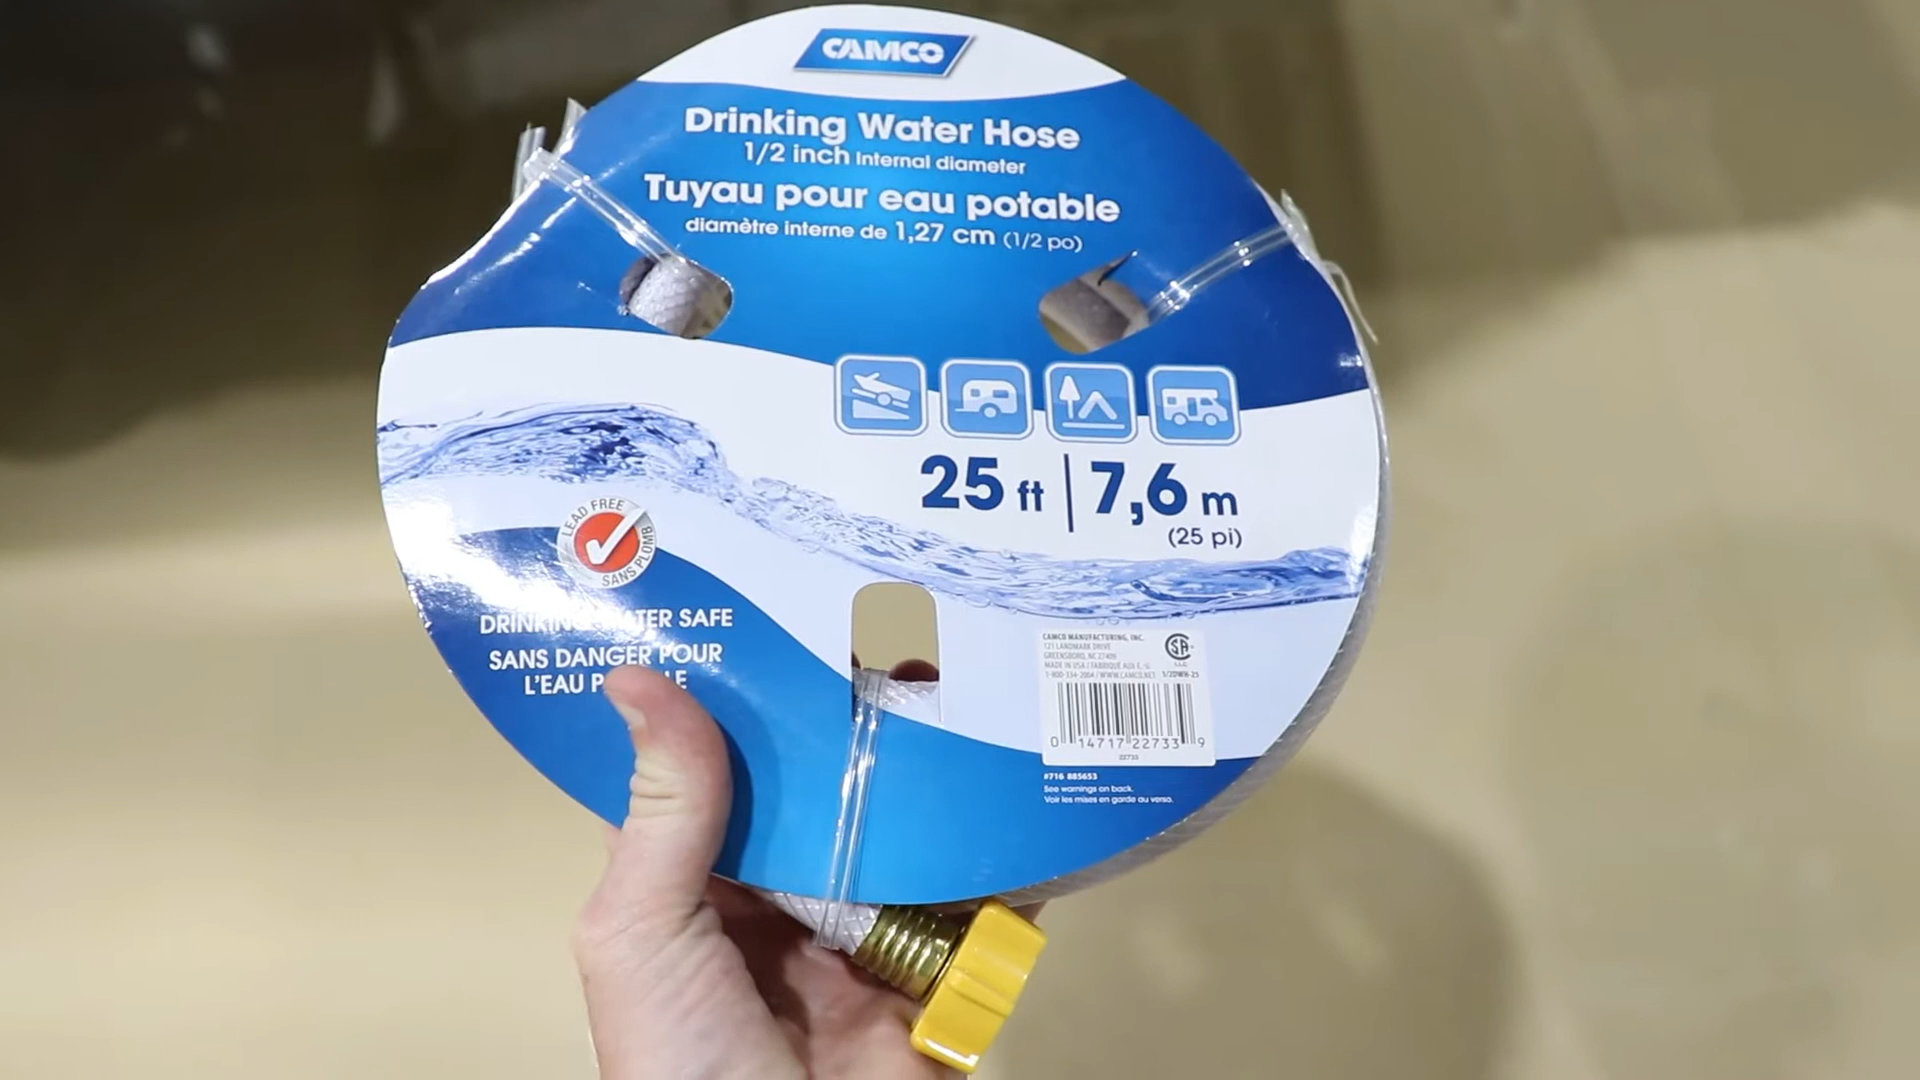 CAMCO
Drinking Water Hose
1/2 inch Internal diameter
Tuyau pour eau potable
diamètre interne de 1,27 cm (1/2 po)
25 ft | 7,6 m
(25 pi)
LEAD FREE
SANS PLOMB
DRINKING WATER SAFE
SANS DANGER POUR
L'EAU
CAMCO MANUFACTURING, INC.
121 LANDMARK DRIVE
GREENSBORO, NC 27409
MADE IN USA / FABRIQUÉ AUX É.-U.
1-800-334-2004 / WWW.CAMCO.NET 1/2DWH-25
0 14717 22733 9
22733
#716 885653
See warnings on back.
Voir les mises en garde au verso.